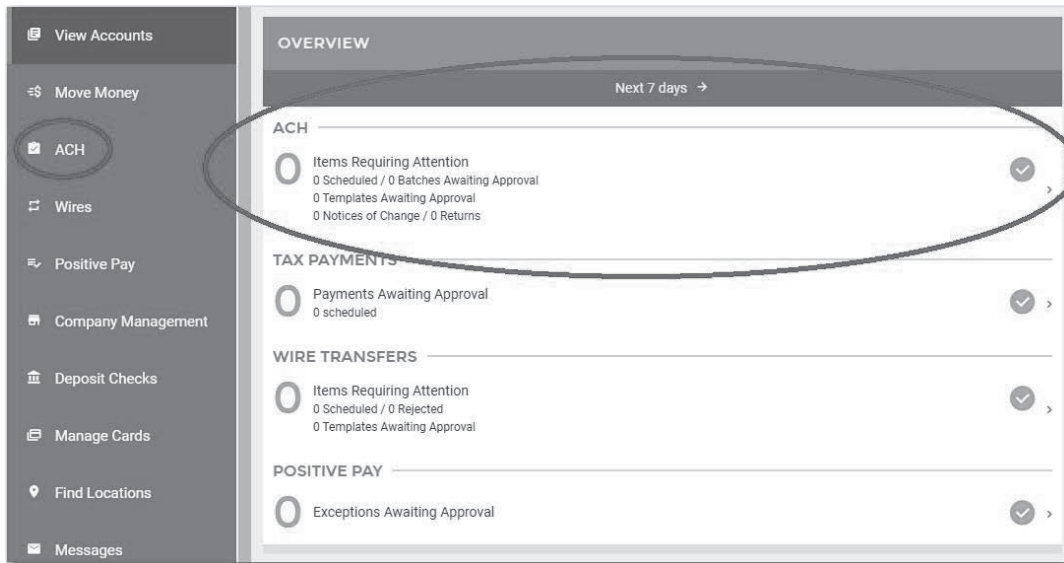 View Accounts
Move Money
ACH
Wires
Positive Pay
Company Management
Deposit Checks
Manage Cards
Find Locations
Messages
OVERVIEW
Next 7 days →
ACH
0 Items Requiring Attention
0 Scheduled / 0 Batches Awaiting Approval
0 Templates Awaiting Approval
0 Notices of Change / 0 Returns
TAX PAYMENTS
0 Payments Awaiting Approval
0 scheduled
WIRE TRANSFERS
0 Items Requiring Attention
0 Scheduled / 0 Rejected
0 Templates Awaiting Approval
POSITIVE PAY
0 Exceptions Awaiting Approval